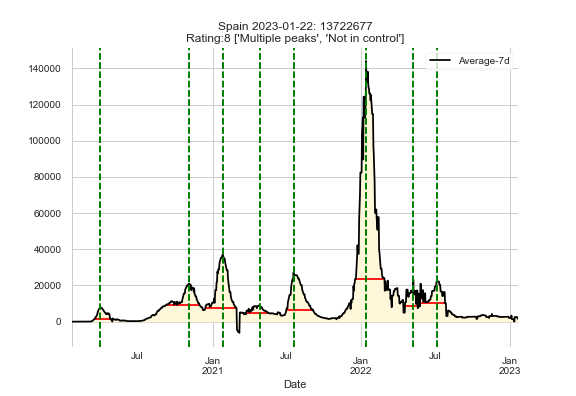 Spain 2023-01-22: 13722677
Rating:8 ['Multiple peaks', 'Not in control']
Average-7d
140000
120000
100000
80000
60000
40000
20000
0
Jul
Jan
2021
Jul
Jan
2022
Jul
Jan
2023
Date